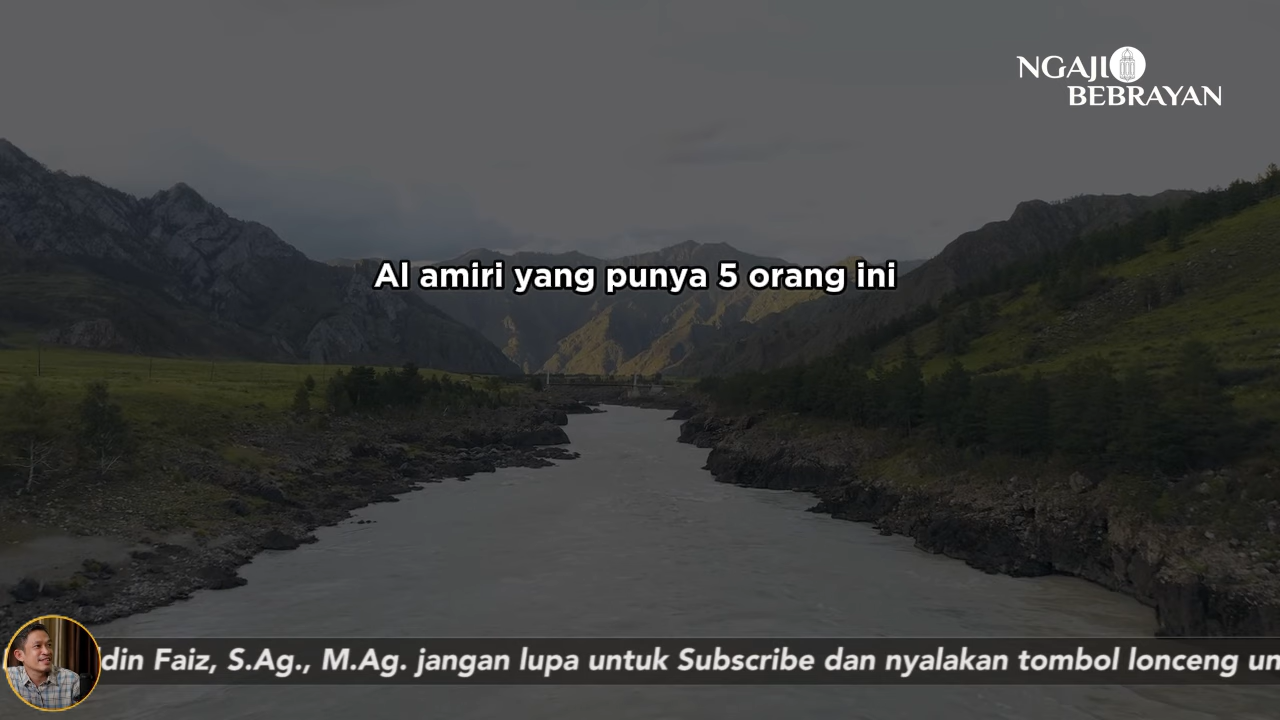 NGAJI
BEBRAYAN
Al amiri yang punya 5 orang ini
din Faiz, S.Ag., M.Ag. jangan lupa untuk Subscribe dan nyalakan tombol lonceng un